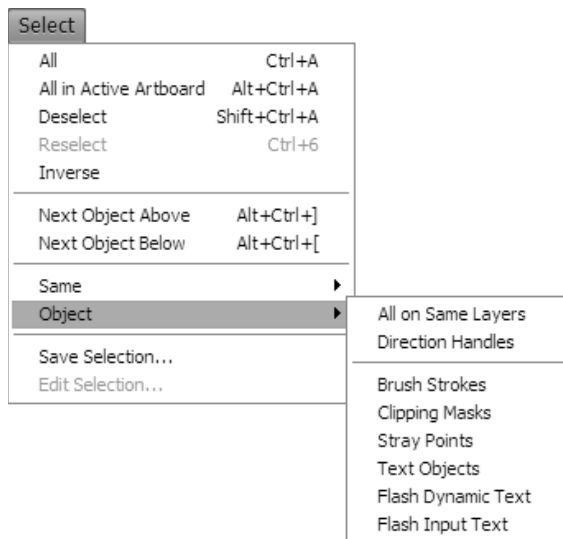 Select
All Ctrl+A
All in Active Artboard Alt+Ctrl+A
Deselect Shift+Ctrl+A
Reselect Ctrl+6
Inverse
Next Object Above Alt+Ctrl+]
Next Object Below Alt+Ctrl+[
Same
Object
Save Selection...
Edit Selection...
All on Same Layers
Direction Handles
Brush Strokes
Clipping Masks
Stray Points
Text Objects
Flash Dynamic Text
Flash Input Text